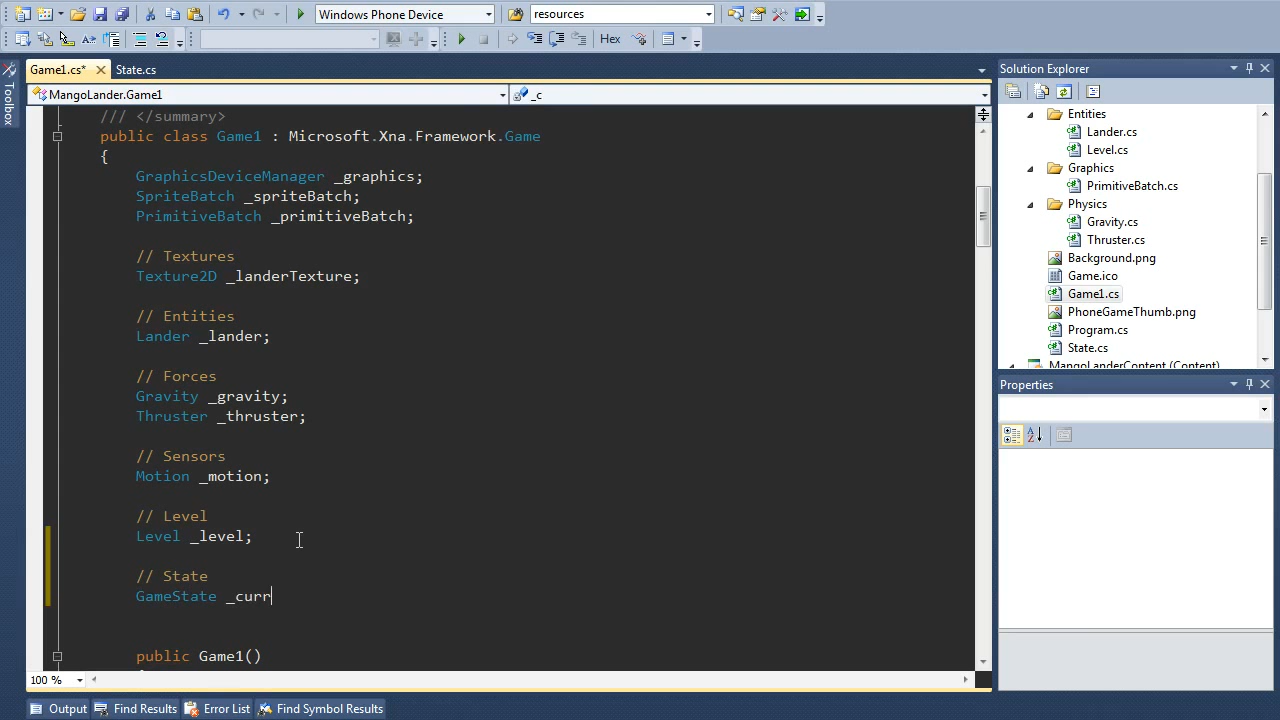 Windows Phone Device
resources
Hex
Toolbox
Game1.cs*
State.cs
MangoLander.Game1
_c
/// </summary>
public class Game1 : Microsoft.Xna.Framework.Game
{
GraphicsDeviceManager _graphics;
SpriteBatch _spriteBatch;
PrimitiveBatch _primitiveBatch;
// Textures
Texture2D _landerTexture;
// Entities
Lander _lander;
// Forces
Gravity _gravity;
Thruster _thruster;
// Sensors
Motion _motion;
// Level
Level _level;
// State
GameState _curr
public Game1()
100 %
Solution Explorer
Entities
Lander.cs
Level.cs
Graphics
PrimitiveBatch.cs
Physics
Gravity.cs
Thruster.cs
Background.png
Game.ico
Game1.cs
PhoneGameThumb.png
Program.cs
State.cs
MangoLanderContent (Content)
Properties
Output
Find Results
Error List
Find Symbol Results